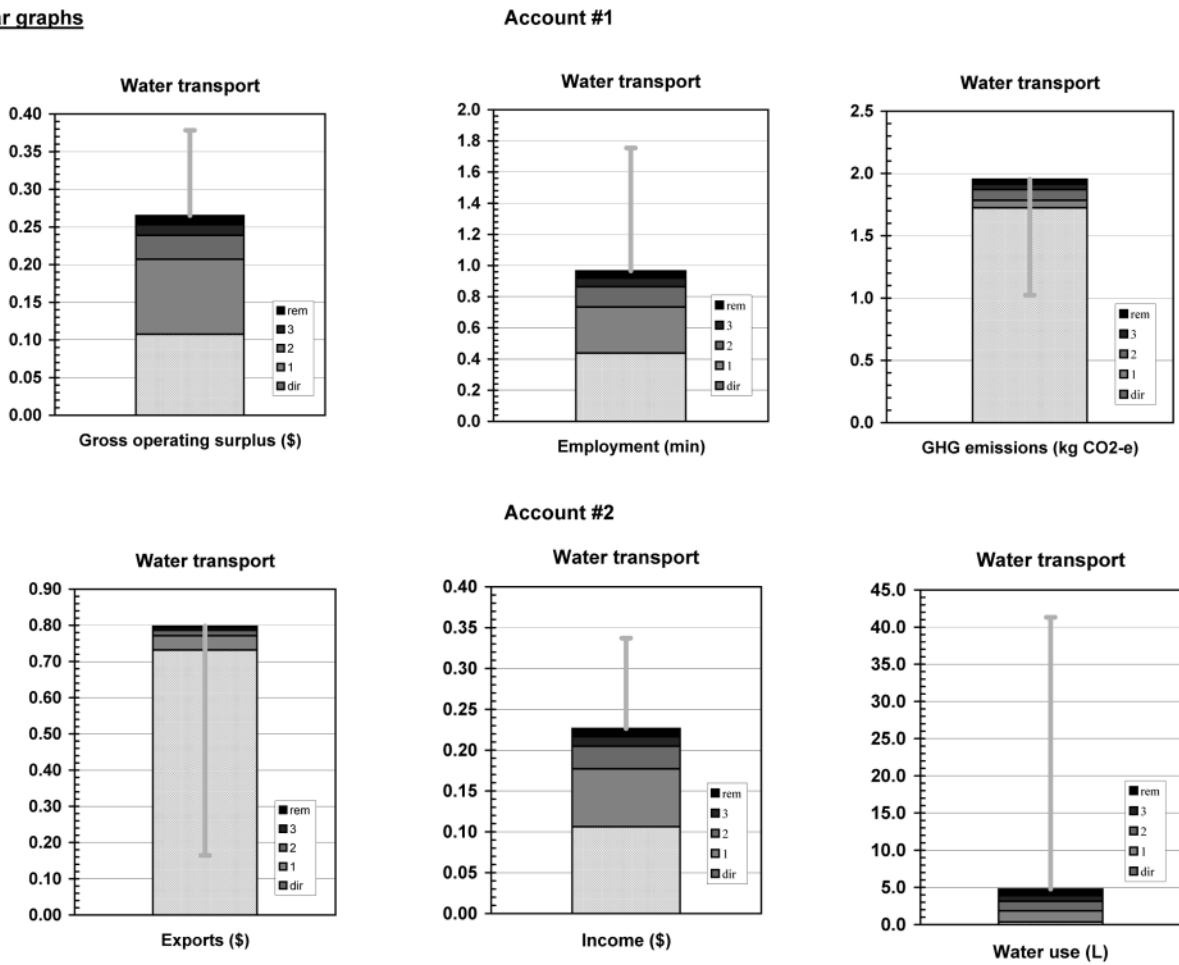 ar graphs
Account #1
Water transport
0.40
0.35
0.30
0.25
0.20
0.15
0.10
0.05
0.00
rem
3
2
1
dir
Gross operating surplus ($)
Water transport
2.0
1.8
1.6
1.4
1.2
1.0
0.8
0.6
0.4
0.2
0.0
rem
3
2
1
dir
Employment (min)
Water transport
2.5
2.0
1.5
1.0
0.5
0.0
rem
3
2
1
dir
GHG emissions (kg CO2-e)
Account #2
Water transport
0.90
0.80
0.70
0.60
0.50
0.40
0.30
0.20
0.10
0.00
rem
3
2
1
dir
Exports ($)
Water transport
0.40
0.35
0.30
0.25
0.20
0.15
0.10
0.05
0.00
rem
3
2
1
dir
Income ($)
Water transport
45.0
40.0
35.0
30.0
25.0
20.0
15.0
10.0
5.0
0.0
rem
3
2
1
dir
Water use (L)